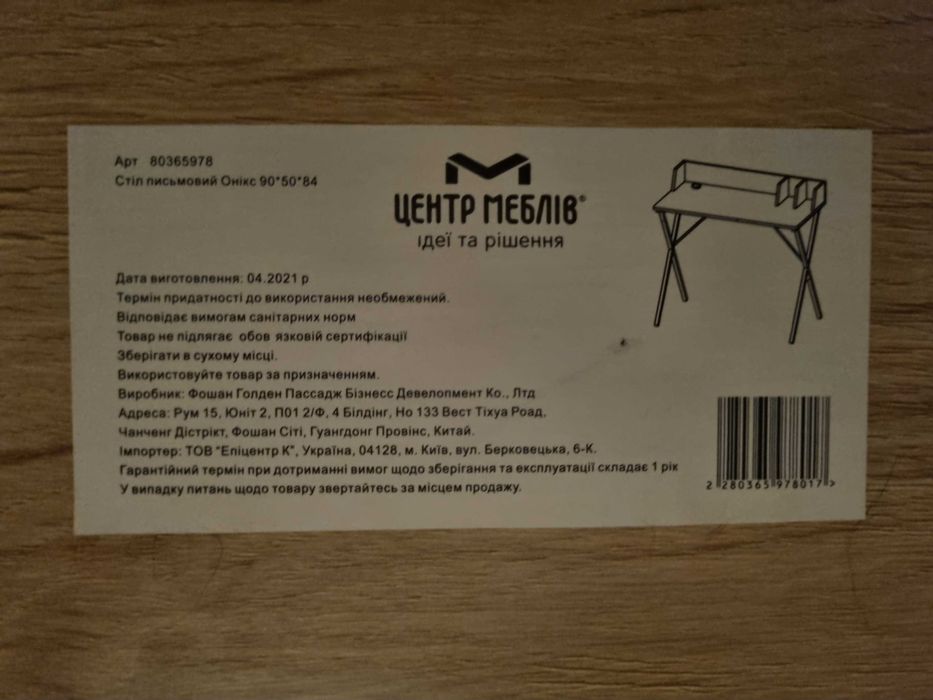 Арт 80365978
Стіл письмовий Онікс 90*50*84
ЦЕНТР МЕБЛІВ®
ідеї та рішення
Дата виготовлення: 04.2021 р
Термін придатності до використання необмежений.
Відповідає вимогам санітарних норм
Товар не підлягає обов язковій сертифікації
Зберігати в сухому місці.
Використовуйте товар за призначенням.
Виробник: Фошан Голден Пассадж Бізнесс Девелопмент Ко., Лтд
Адреса: Рум 15, Юніт 2, П01 2/Ф, 4 Білдінг, Но 133 Вест Тіхуа Роад,
Чанченг Дістрікт, Фошан Сіті, Гуангдонг Провінс, Китай.
Імпортер: ТОВ "Епіцентр К", Україна, 04128, м. Київ, вул. Берковецька, 6-К.
Гарантійний термін при дотриманні вимог щодо зберігання та експлуатації складає 1 рік
У випадку питань щодо товару звертайтесь за місцем продажу.
2 280365 978017 >